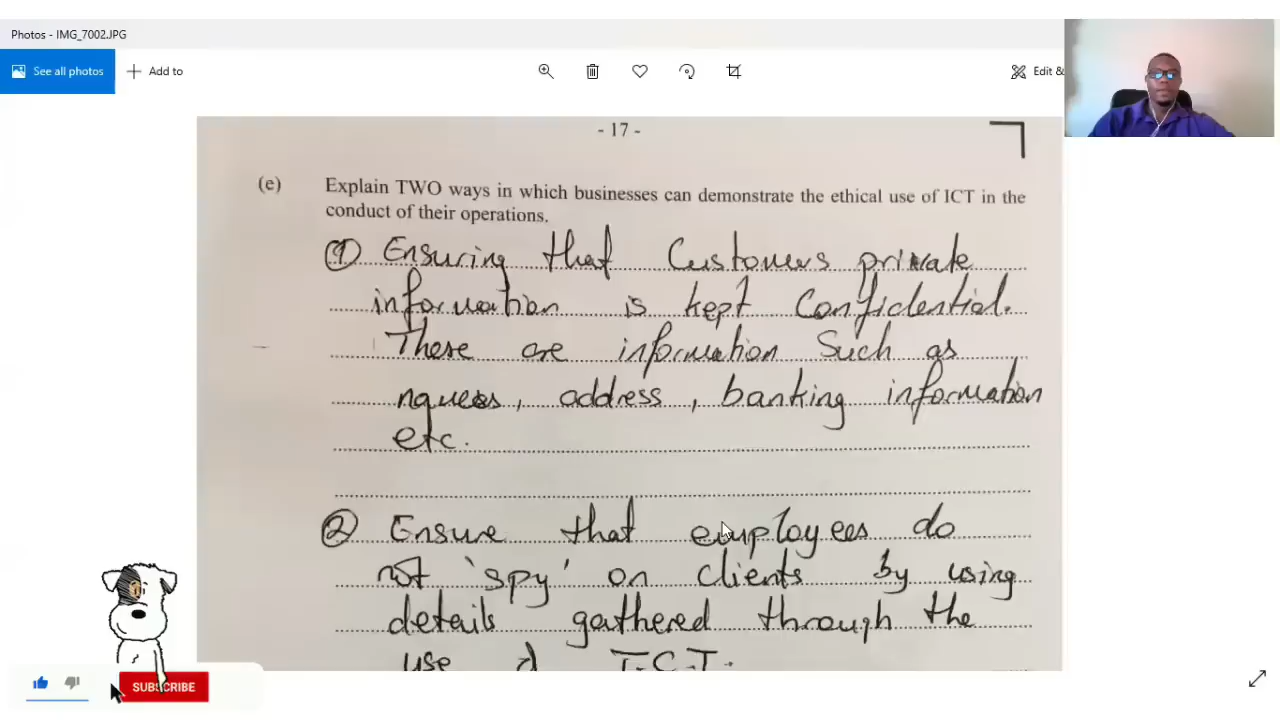 Photos - IMG_7002.JPG
See all photos
Add to
Edit &
- 17 -
(e) Explain TWO ways in which businesses can demonstrate the ethical use of ICT in the
conduct of their operations.
① Ensuring that Customers private
information is kept Confidential.
These are information Such as
address, banking information
etc.
② Ensure that employees do
not 'spy' on clients by using
details gathered through the
use I.C.T.
SUBSCRIBE